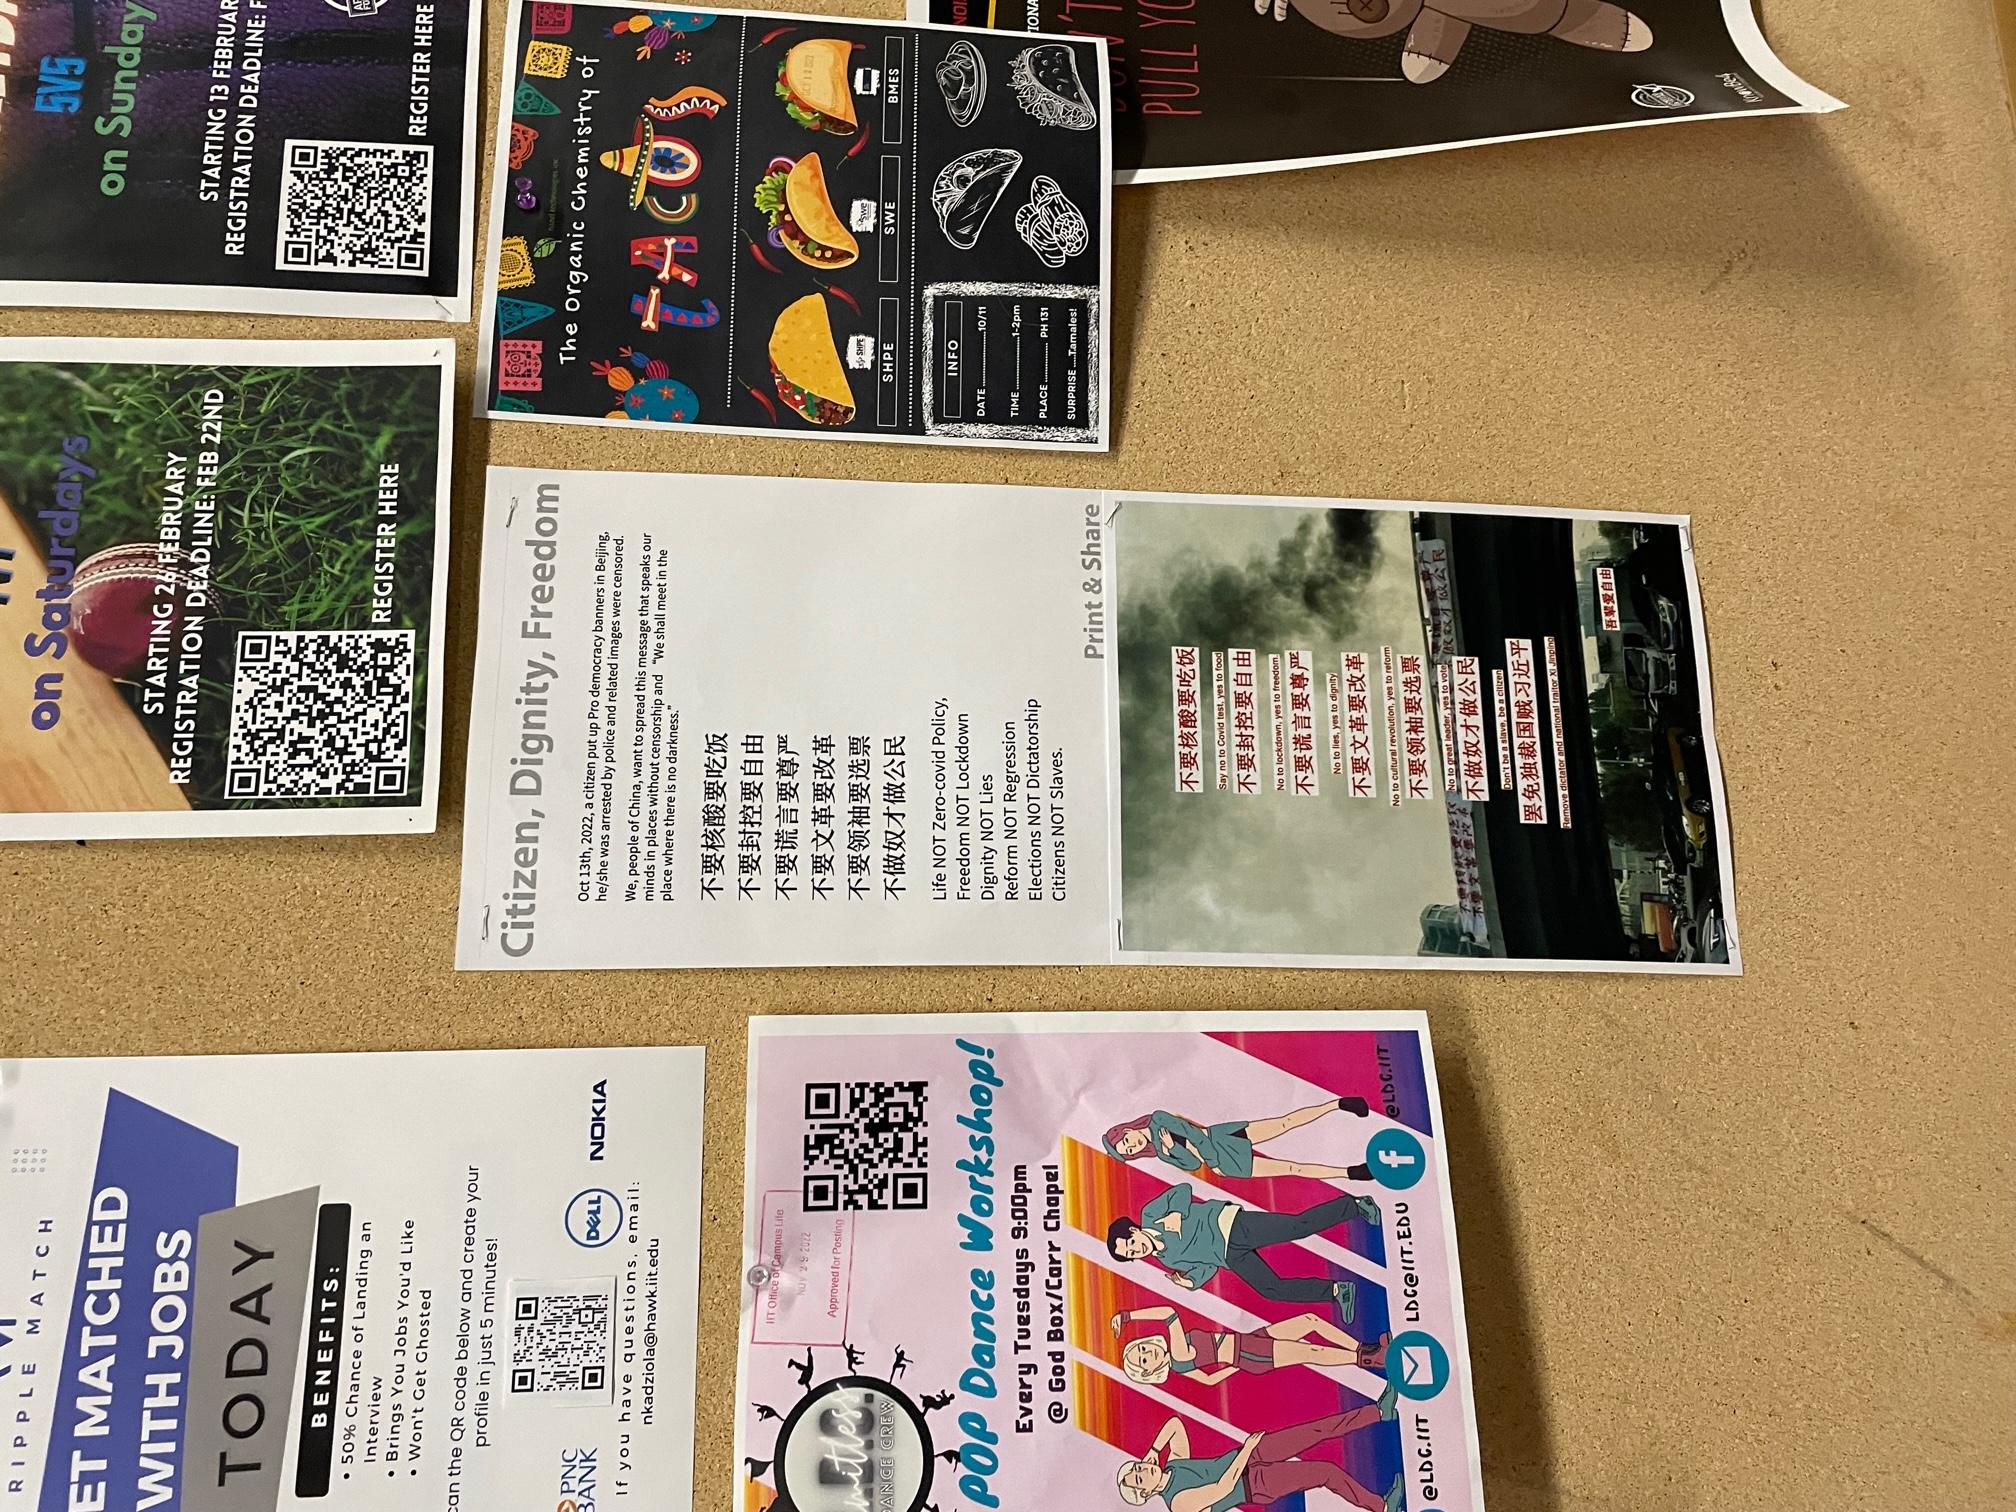 5V5
on Sunday
STARTING 13
REGISTRATION DEADLINE:
REGISTER HERE
on Saturdays
STARTING 26 FEBRUARY
REGISTRATION DEADLINE: FEB 22ND
REGISTER HERE
The Organic Chemistry of
TACOS
SHPE
SWE
BMES
INFO
DATE ............10/11
TIME ............1-2pm
PLACE ........... PH 131
SURPRISE ....Tamales!
PULL
Citizen, Dignity, Freedom
Oct 13th, 2022, a citizen put up Pro democracy banners in Beijing,
he/she was arrested by police and related images were censored.
We, people of China, want to spread this message that speaks our
minds in places without censorship and "We shall meet in the
place where there is no darkness."
不要核酸要吃饭
不要封控要自由
不要谎言要尊严
不要文革要改革
不要领袖要选票
不做奴才做公民
Life NOT Zero-covid Policy,
Freedom NOT Lockdown
Dignity NOT Lies
Reform NOT Regression
Elections NOT Dictatorship
Citizens NOT Slaves.
Print & Share
不要核酸要吃饭
Say no to Covid test, yes to food
不要封控要自由
No to lockdown, yes to freedom.
不要谎言要尊严
No to lies, yes to dignity
不要文革要改革
No to cultural revolution, yes to reform
不要领袖要选票
No to great leader, yes to vote
不做奴才做公民
Don't be a slave, be a citizen
罢免独裁国贼习近平
Remove dictator and national traitor Xi Jinping
吾辈爱自由
RIPPLE MATCH
GET MATCHED
WITH JOBS
TODAY
BENEFITS:
• 50% Chance of Landing an
Interview
• Brings You Jobs You'd Like
• Won't Get Ghosted
can the QR code below and create your
profile in just 5 minutes!
PNC
BANK
DELL
NOKIA
If you have questions, email:
nkadziola@hawk.iit.edu
IIT Office of Campus Life
NOV 29 2022
Approved for Posting
DANCE CREW
POP Dance Workshop!
Every Tuesdays 9:00pm
@ God Box/Carr Chapel
@LDC.IIT
LDC@IIT.EDU
@LDC.IIT